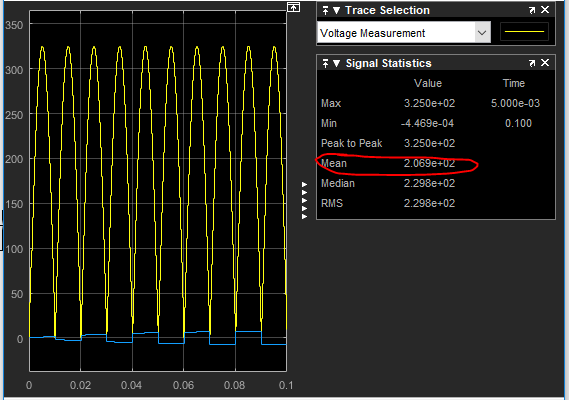 Trace Selection
Voltage Measurement
Signal Statistics
Value Time
Max 3.250e+02 5.000e-03
Min -4.469e-04 0.100
Peak to Peak 3.250e+02
Mean 2.069e+02
Median 2.298e+02
RMS 2.298e+02
350
300
250
200
150
100
50
0
0 0.02 0.04 0.06 0.08 0.1